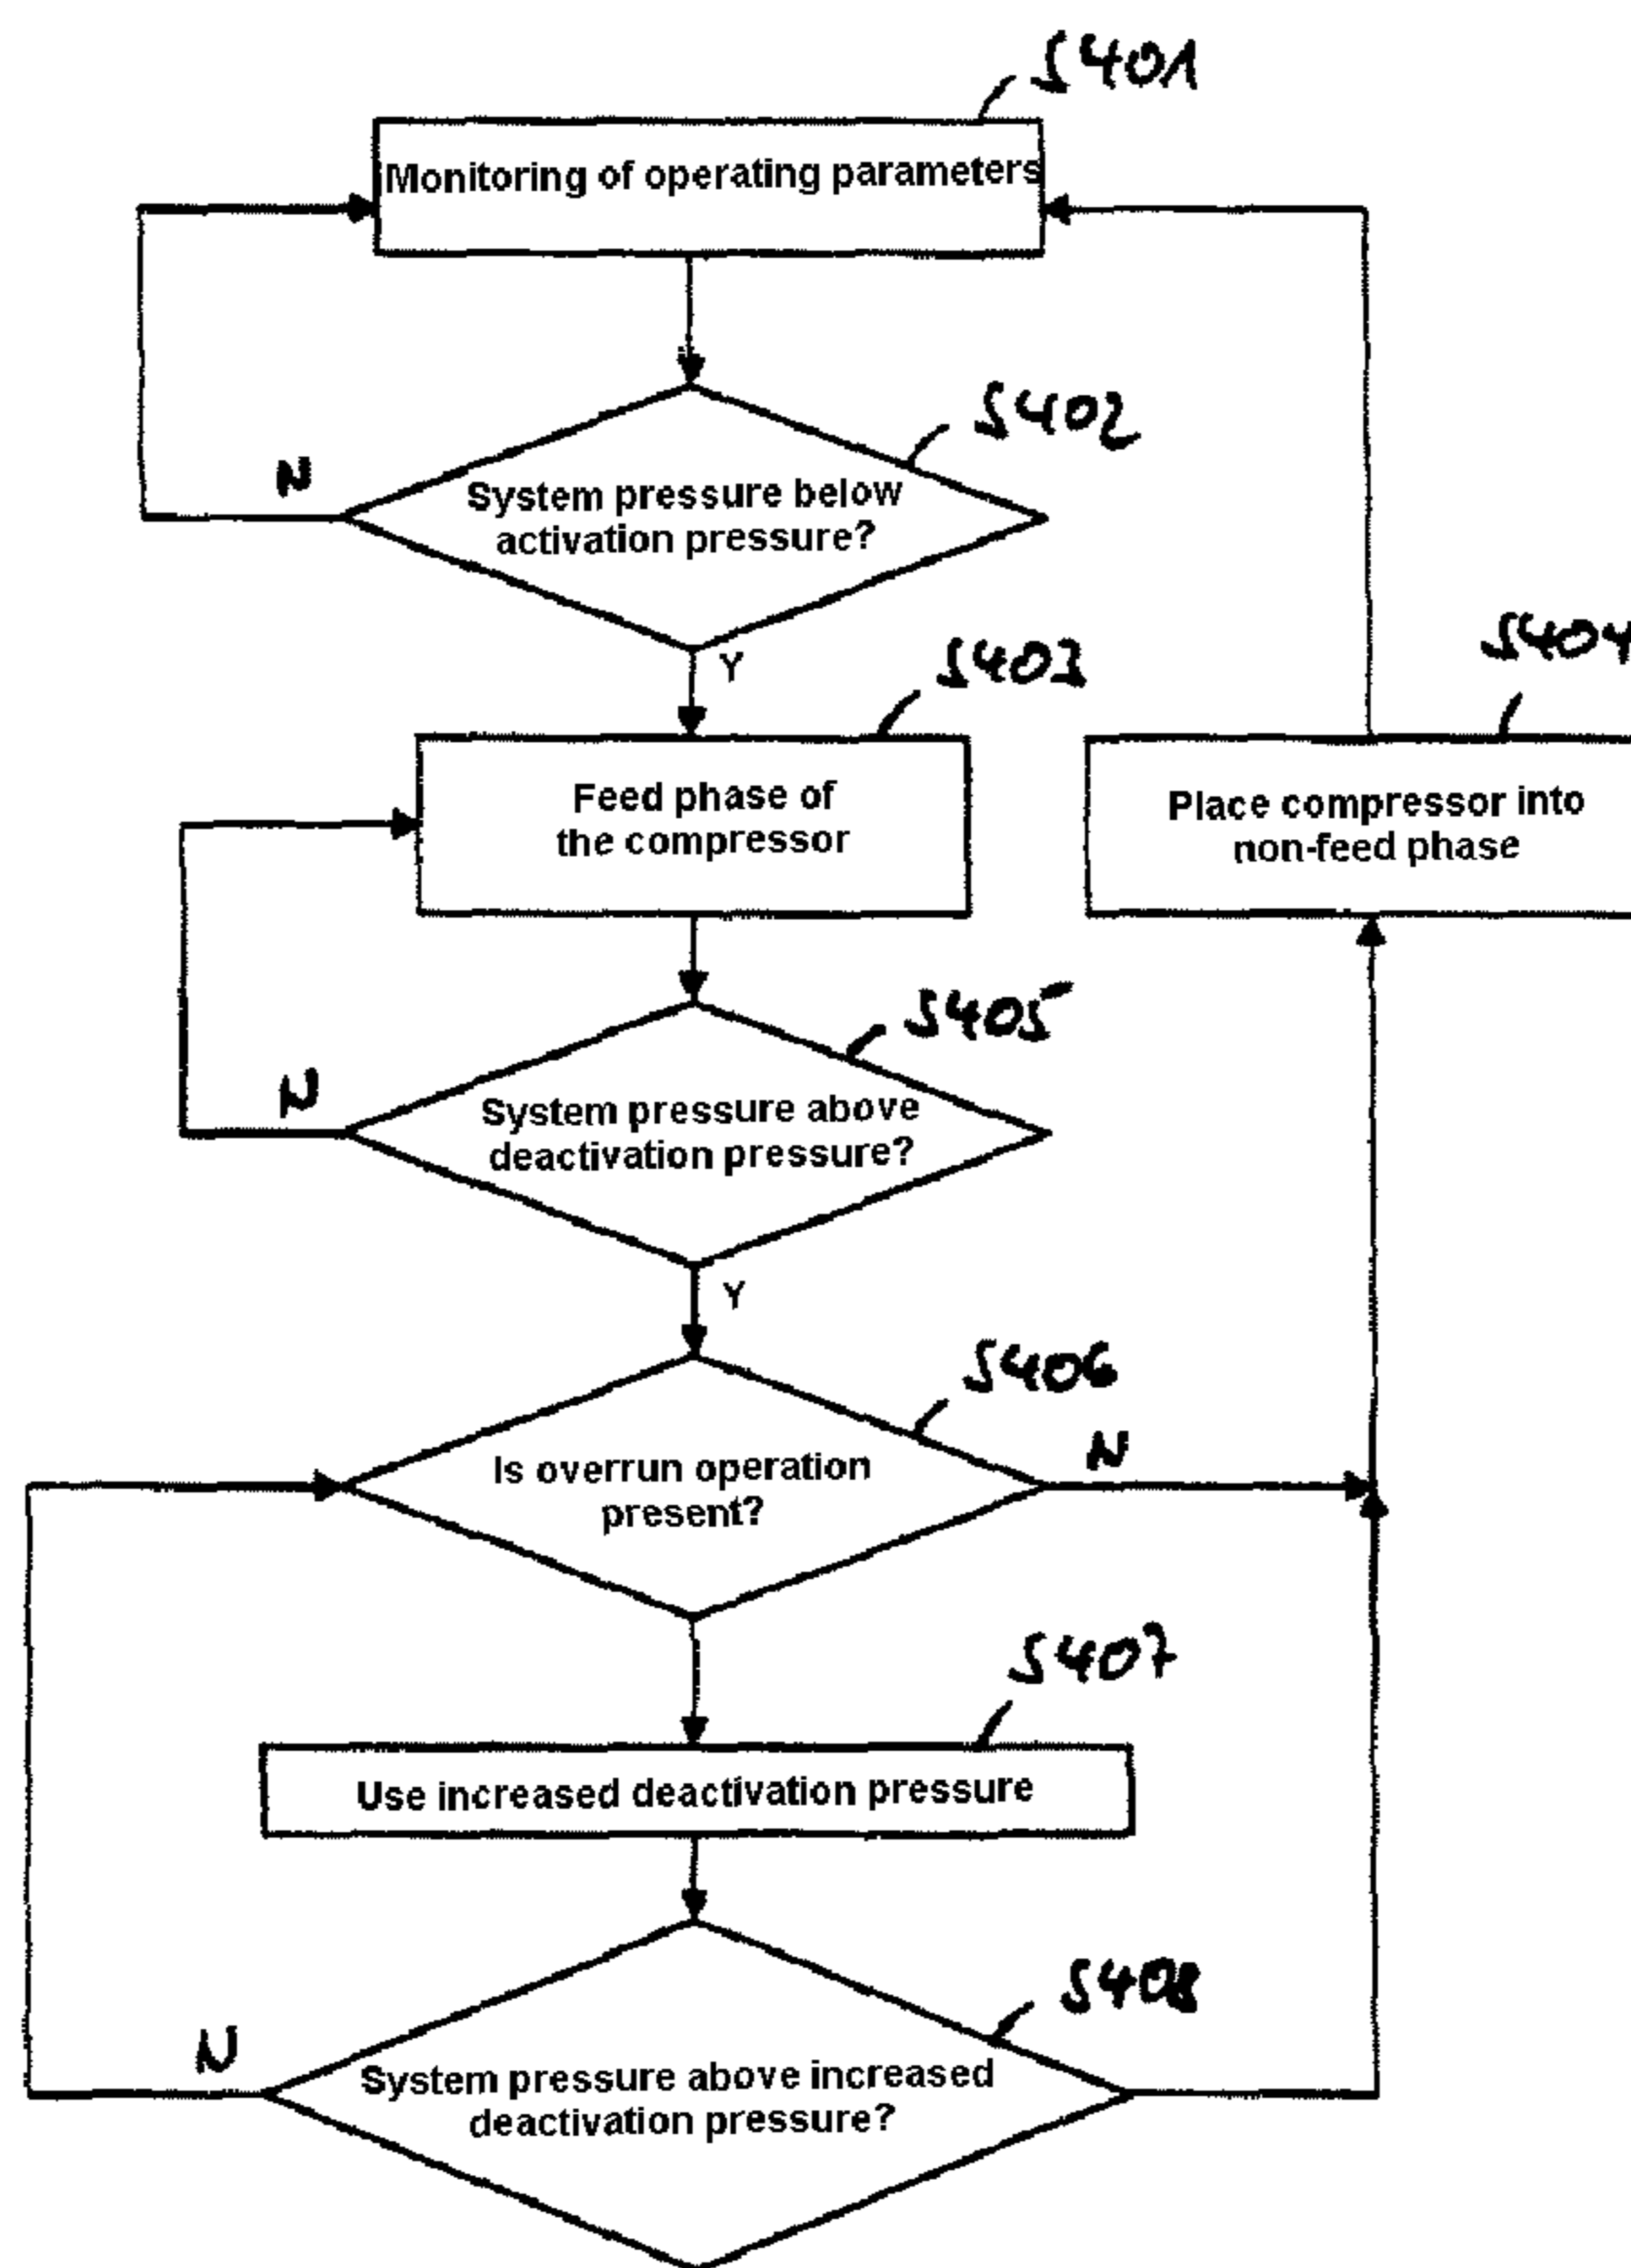 S401
Monitoring of operating parameters
S402
N
System pressure below
activation pressure?
Y
S403
S404
Feed phase of
the compressor
Place compressor into
non-feed phase
S405
N
System pressure above
deactivation pressure?
Y
S406
N
Is overrun operation
present?
S407
Use increased deactivation pressure
S408
N
System pressure above increased
deactivation pressure?